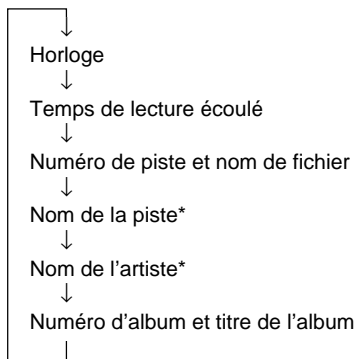 Horloge
Temps de lecture écoulé
Numéro de piste et nom de fichier
Nom de la piste*
Nom de l’artiste*
Numéro d’album et titre de l’album